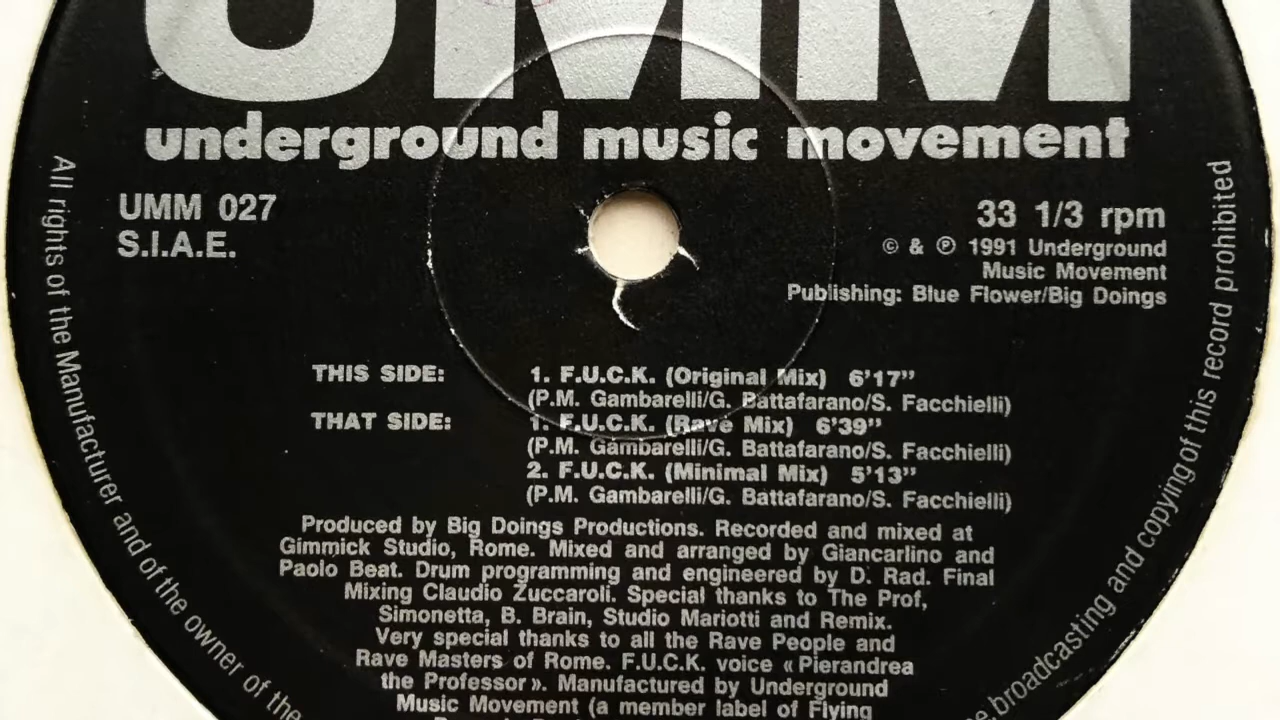 UMM
underground music movement
UMM 027
S.I.A.E.
33 1/3 rpm
© & ℗ 1991 Underground
Music Movement
Publishing: Blue Flower/Big Doings
THIS SIDE: 1. F.U.C.K. (Original Mix) 6'17"
(P.M. Gambarelli/G. Battafarano/S. Facchielli)
THAT SIDE: 1. F.U.C.K. (Rave Mix) 6'39"
(P.M. Gambarelli/G. Battafarano/S. Facchielli)
2. F.U.C.K. (Minimal Mix) 5'13"
(P.M. Gambarelli/G. Battafarano/S. Facchielli)
Produced by Big Doings Productions. Recorded and mixed at
Gimmick Studio, Rome. Mixed and arranged by Giancarlino and
Paolo Beat. Drum programming and engineered by D. Rad. Final
Mixing Claudio Zuccaroli. Special thanks to The Prof,
Simonetta, B. Brain, Studio Mariotti and Remix.
Very special thanks to all the Rave People and
Rave Masters of Rome. F.U.C.K. voice «Pierandrea
the Professor». Manufactured by Underground
Music Movement (a member label of Flying
All rights of the Manufacturer and of the owner of the
broadcasting and copying of this record prohibited